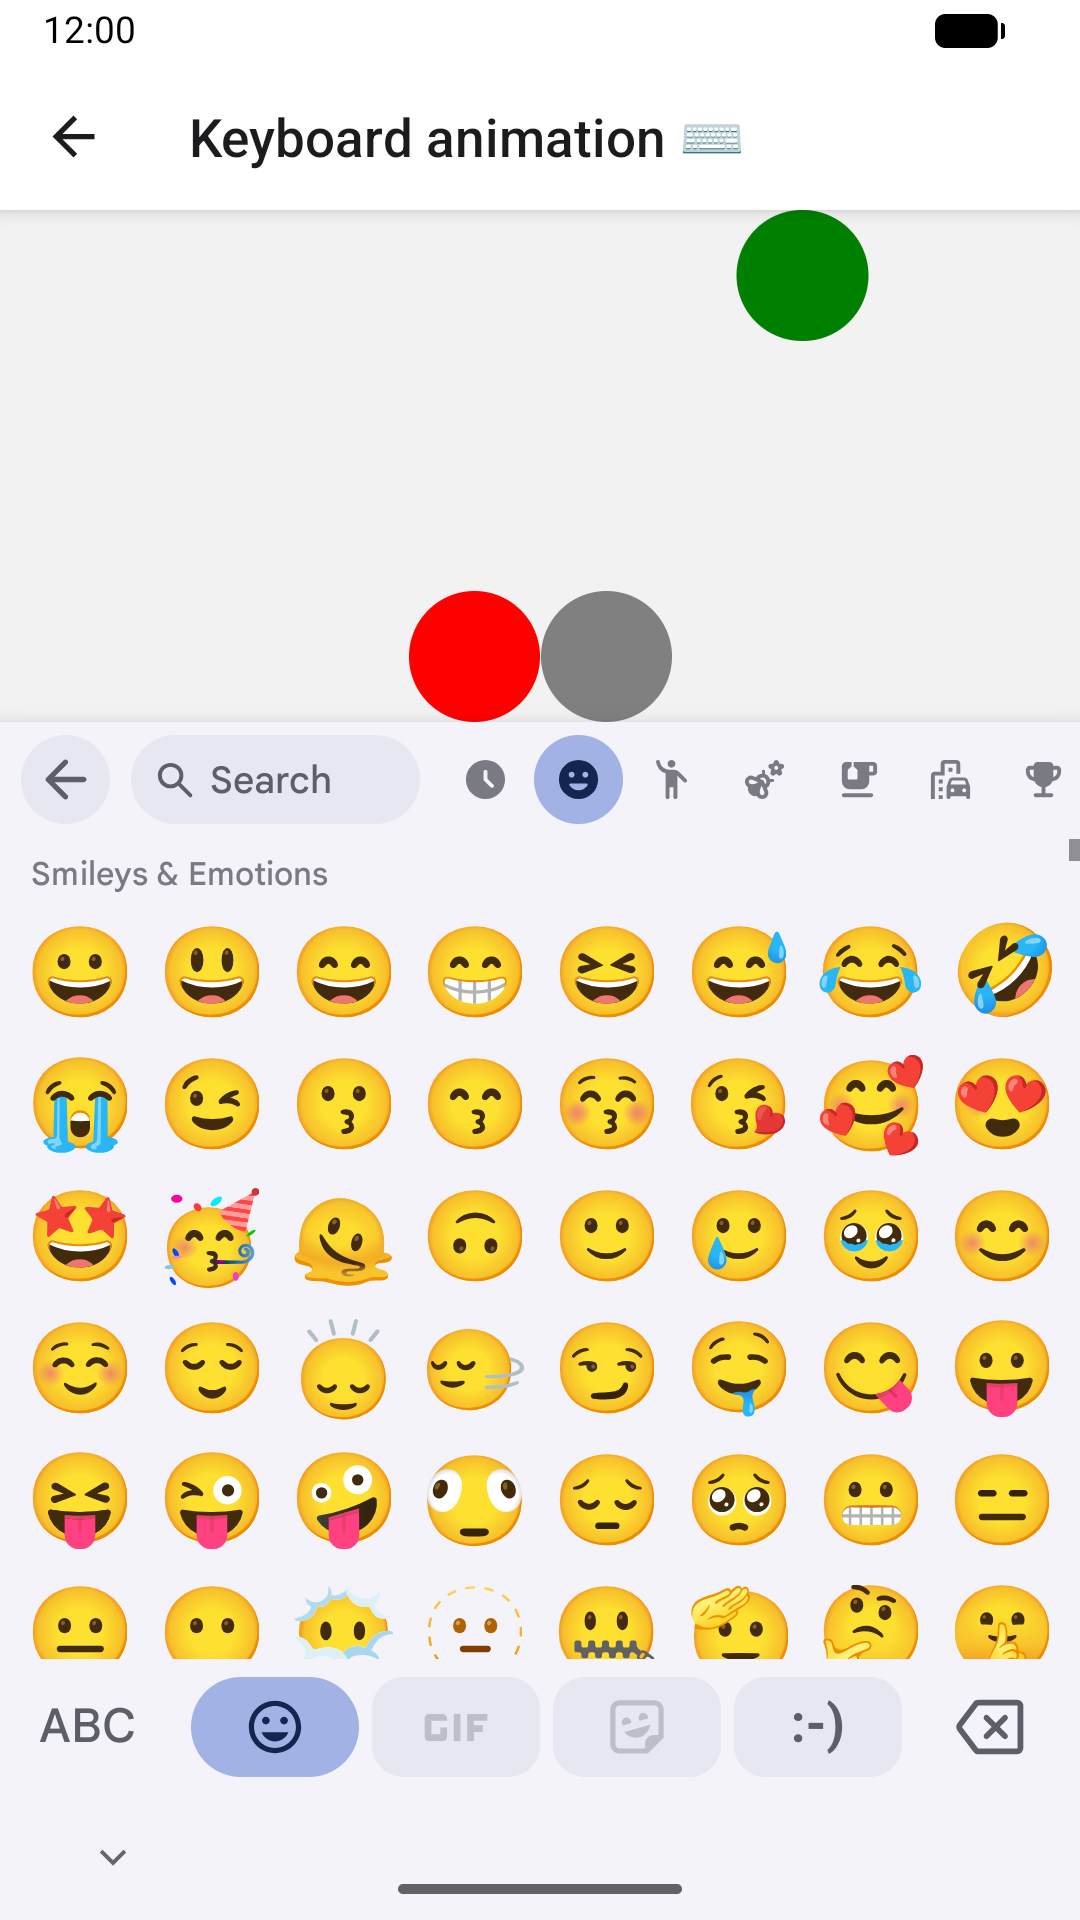 12:00
Keyboard animation ⌨️
Search
Smileys & Emotions
ABC
GIF
:-)